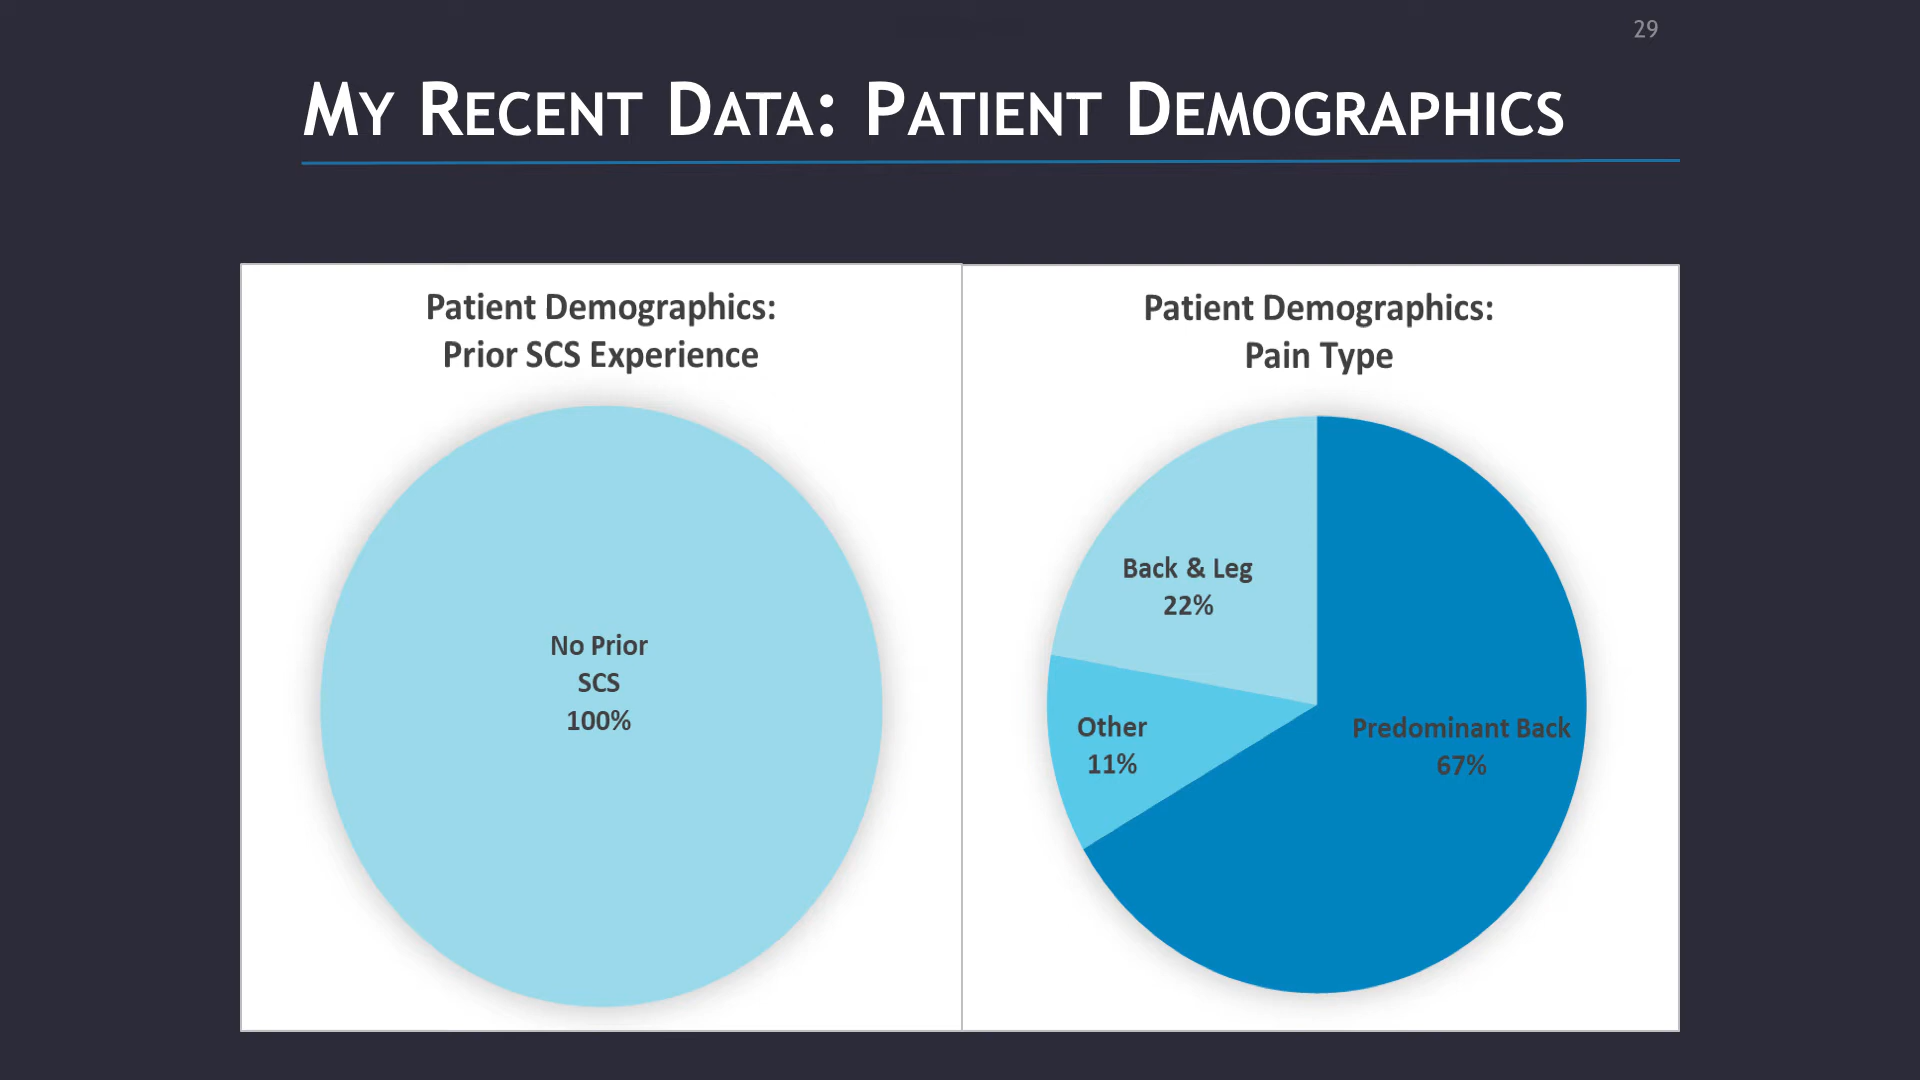 29
My Recent Data: Patient Demographics
Patient Demographics:
Prior SCS Experience
No Prior
SCS
100%
Patient Demographics:
Pain Type
Back & Leg
22%
Other
11%
Predominant Back
67%